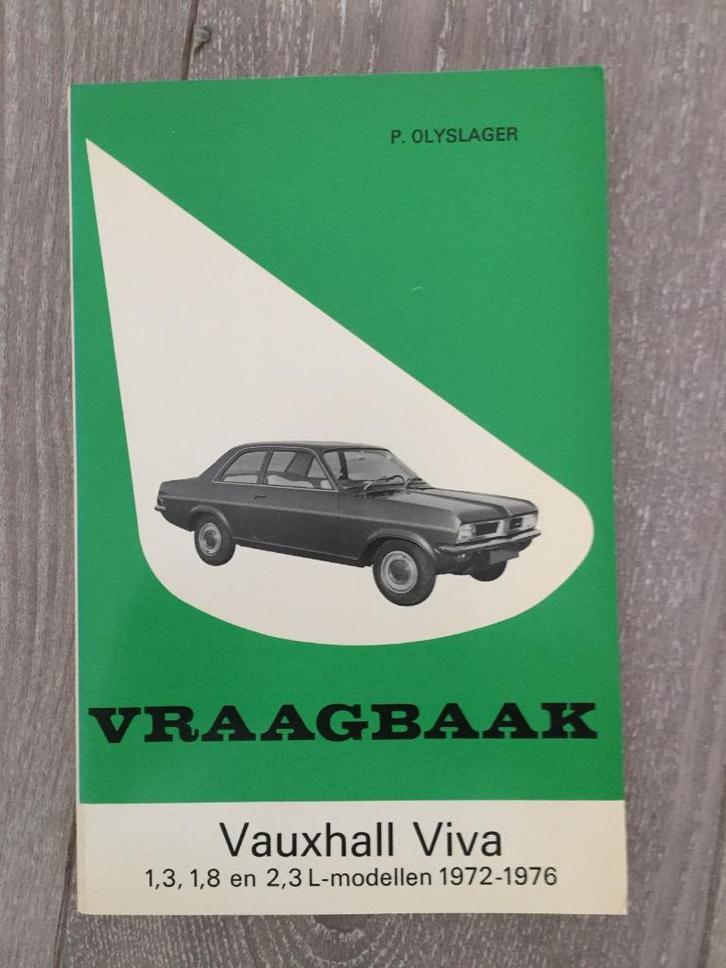 P. OLYSLAGER
VRAAGBAAK
Vauxhall Viva
1,3, 1,8 en 2,3 L-modellen 1972-1976